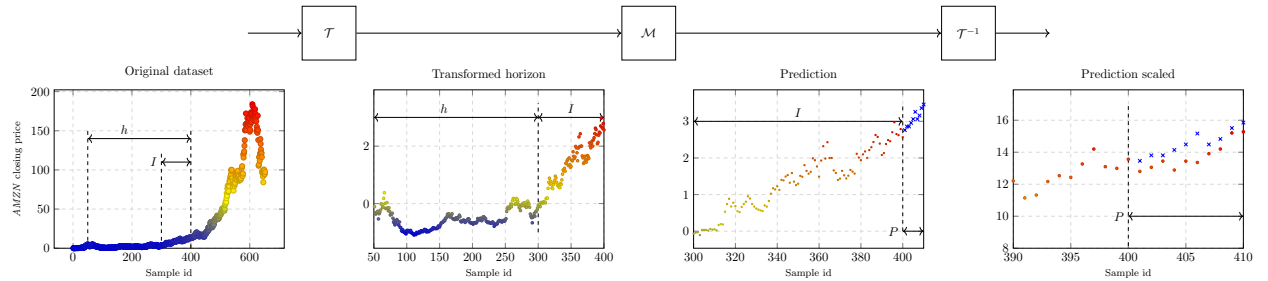 𝒯
ℳ
𝒯⁻¹
Original dataset
AMZN closing price
200
150
100
50
0
h
I
0
200
400
600
Sample id
Transformed horizon
2
0
h
I
50
100
150
200
250
300
350
400
Sample id
Prediction
3
2
1
0
I
P
300
320
340
360
380
400
Sample id
Prediction scaled
16
14
12
10
8
P
390
395
400
405
410
Sample id